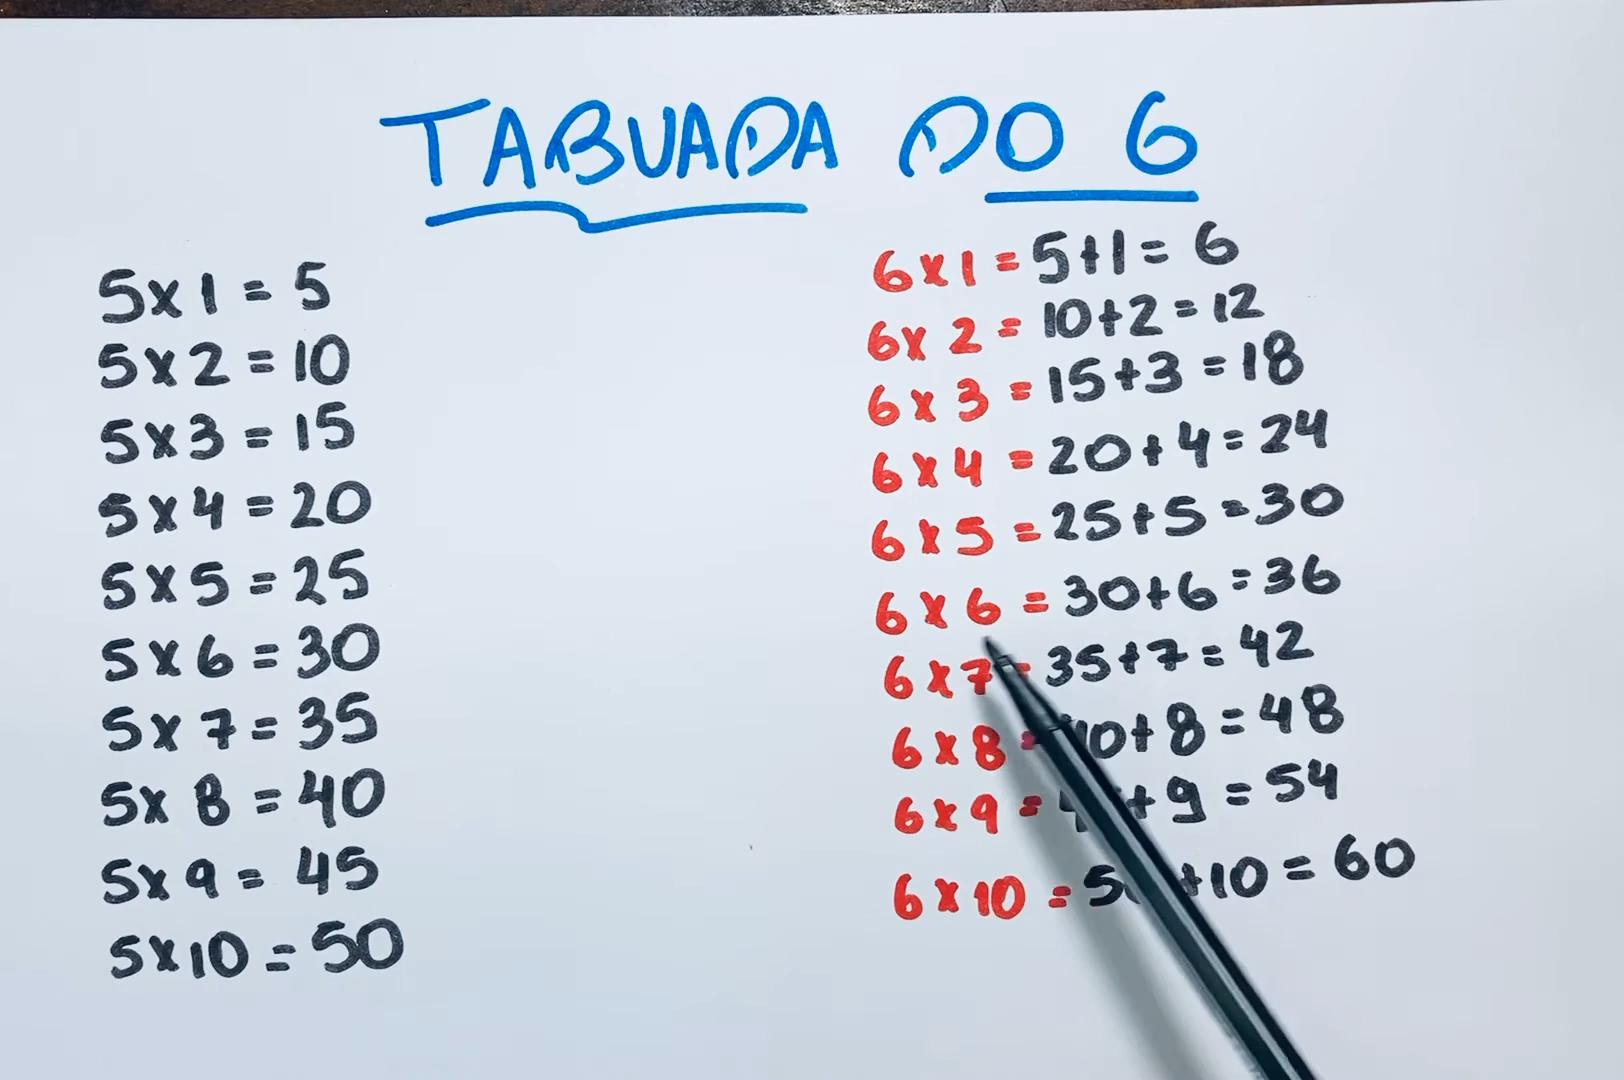 TABUADA DO 6
5x1=5
5x2=10
5x3=15
5x4=20
5x5=25
5x6=30
5x7=35
5x8=40
5x9=45
5x10=50
6x1=5+1=6
6x2=10+2=12
6x3=15+3=18
6x4=20+4=24
6x5=25+5=30
6x6=30+6=36
6x7=35+7=42
6x8=40+8=48
6x9=4+9=54
6x10=5+10=60